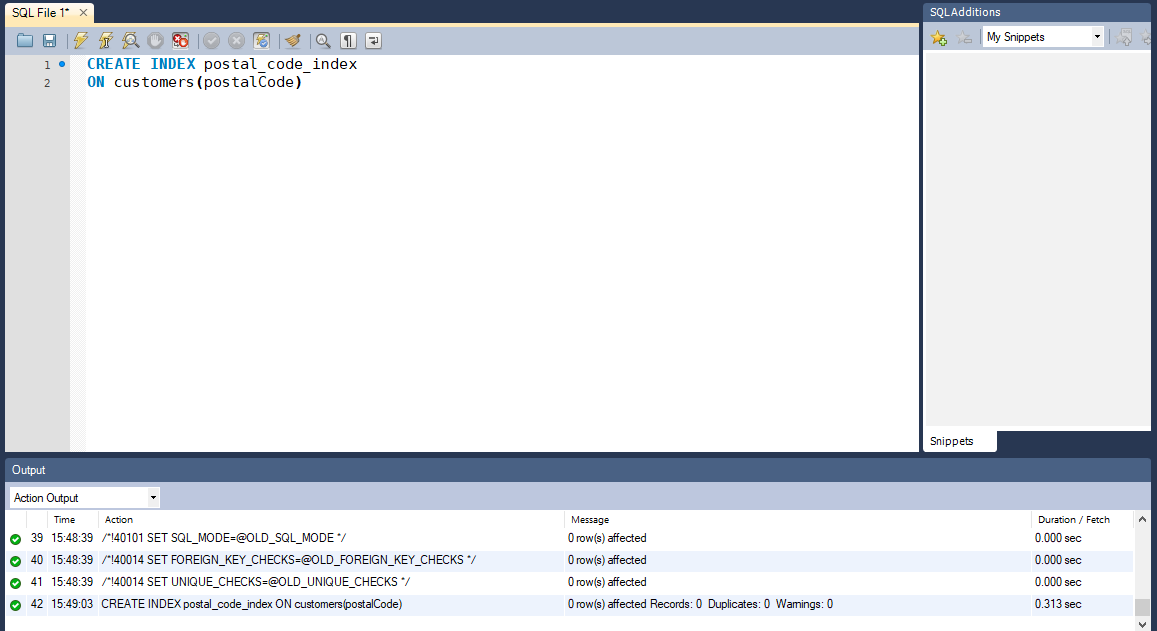 SQL File 1*
SQLAdditions
My Snippets
1 CREATE INDEX postal_code_index
2 ON customers(postalCode)
Snippets
Output
Action Output
Time Action Message Duration / Fetch
39 15:48:39 /*!40101 SET SQL_MODE=@OLD_SQL_MODE */ 0 row(s) affected 0.000 sec
40 15:48:39 /*!40014 SET FOREIGN_KEY_CHECKS=@OLD_FOREIGN_KEY_CHECKS */ 0 row(s) affected 0.000 sec
41 15:48:39 /*!40014 SET UNIQUE_CHECKS=@OLD_UNIQUE_CHECKS */ 0 row(s) affected 0.000 sec
42 15:49:03 CREATE INDEX postal_code_index ON customers(postalCode) 0 row(s) affected Records: 0 Duplicates: 0 Warnings: 0 0.313 sec